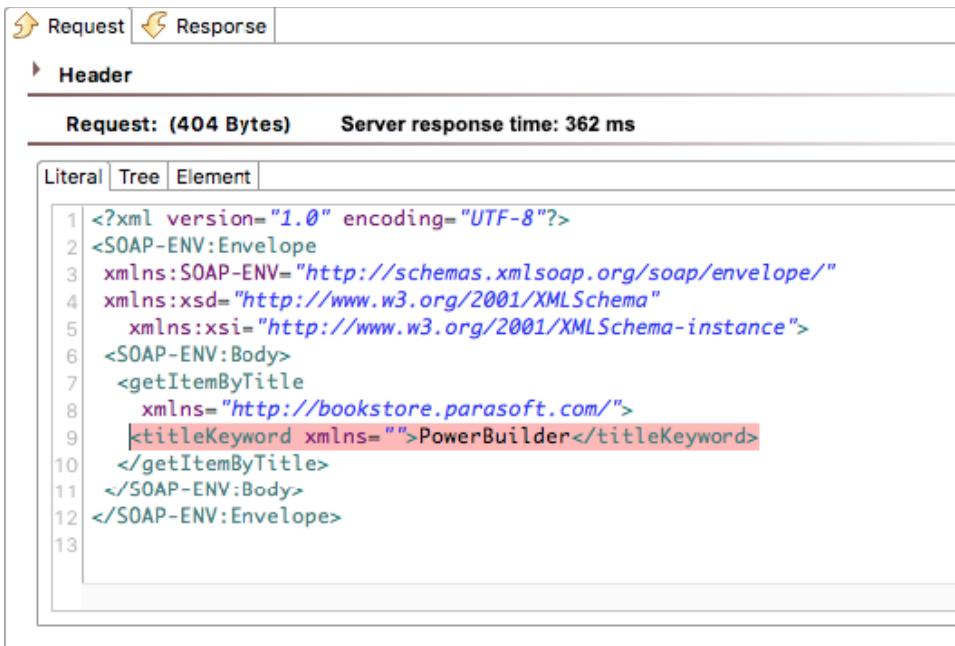 Request Response
Header
Request: (404 Bytes) Server response time: 362 ms
Literal Tree Element
1 <?xml version="1.0" encoding="UTF-8"?>
2 <SOAP-ENV:Envelope
3 xmlns:SOAP-ENV="http://schemas.xmlsoap.org/soap/envelope/"
4 xmlns:xsd="http://www.w3.org/2001/XMLSchema"
5 xmlns:xsi="http://www.w3.org/2001/XMLSchema-instance">
6 <SOAP-ENV:Body>
7 <getItemByTitle
8 xmlns="http://bookstore.parasoft.com/">
9 <titleKeyword xmlns="">PowerBuilder</titleKeyword>
10 </getItemByTitle>
11 </SOAP-ENV:Body>
12 </SOAP-ENV:Envelope>
13